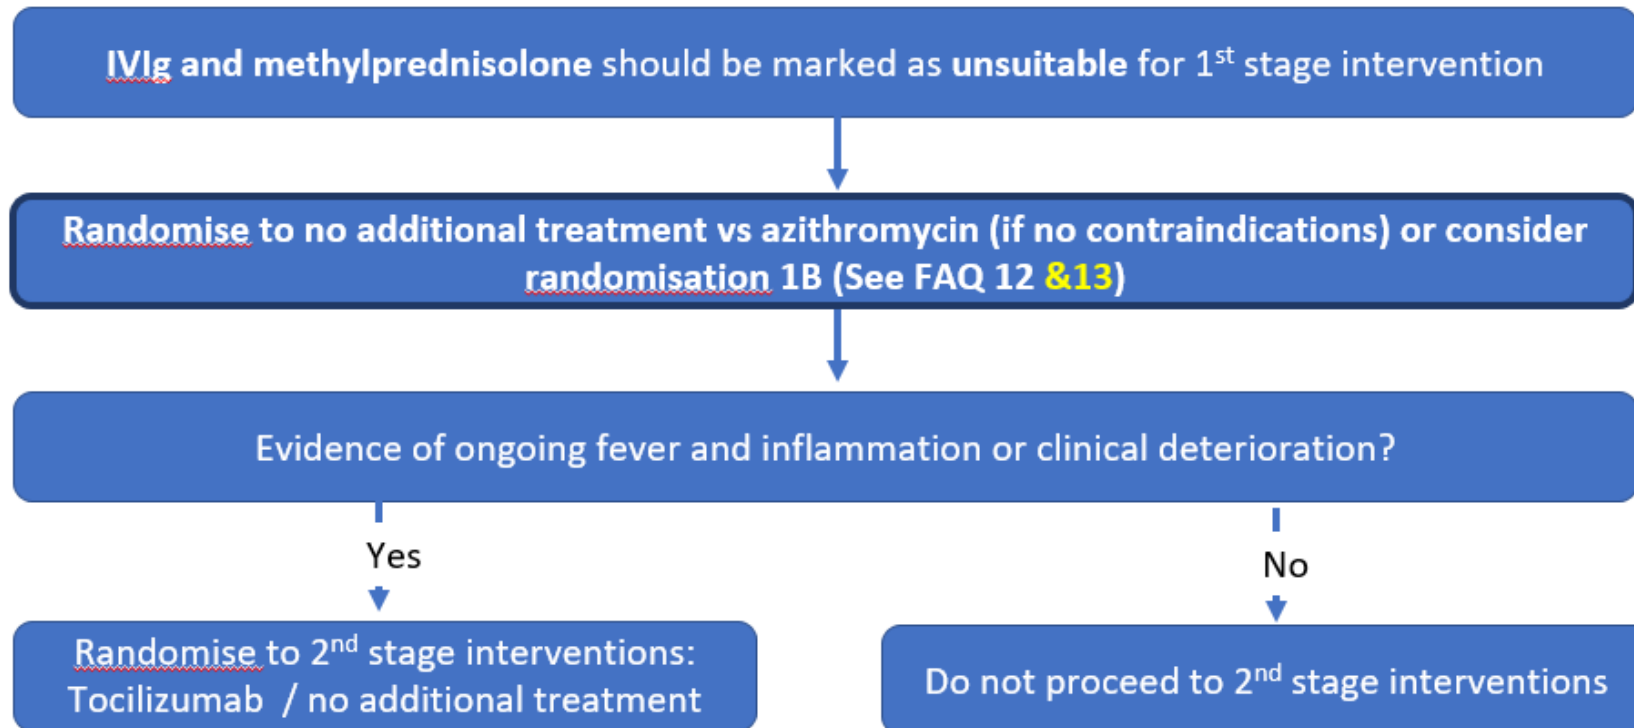 IVIg and methylprednisolone should be marked as unsuitable for 1st stage intervention
Randomise to no additional treatment vs azithromycin (if no contraindications) or consider
randomisation 1B (See FAQ 12 &13)
Evidence of ongoing fever and inflammation or clinical deterioration?
Yes
No
Randomise to 2nd stage interventions:
Tocilizumab / no additional treatment
Do not proceed to 2nd stage interventions